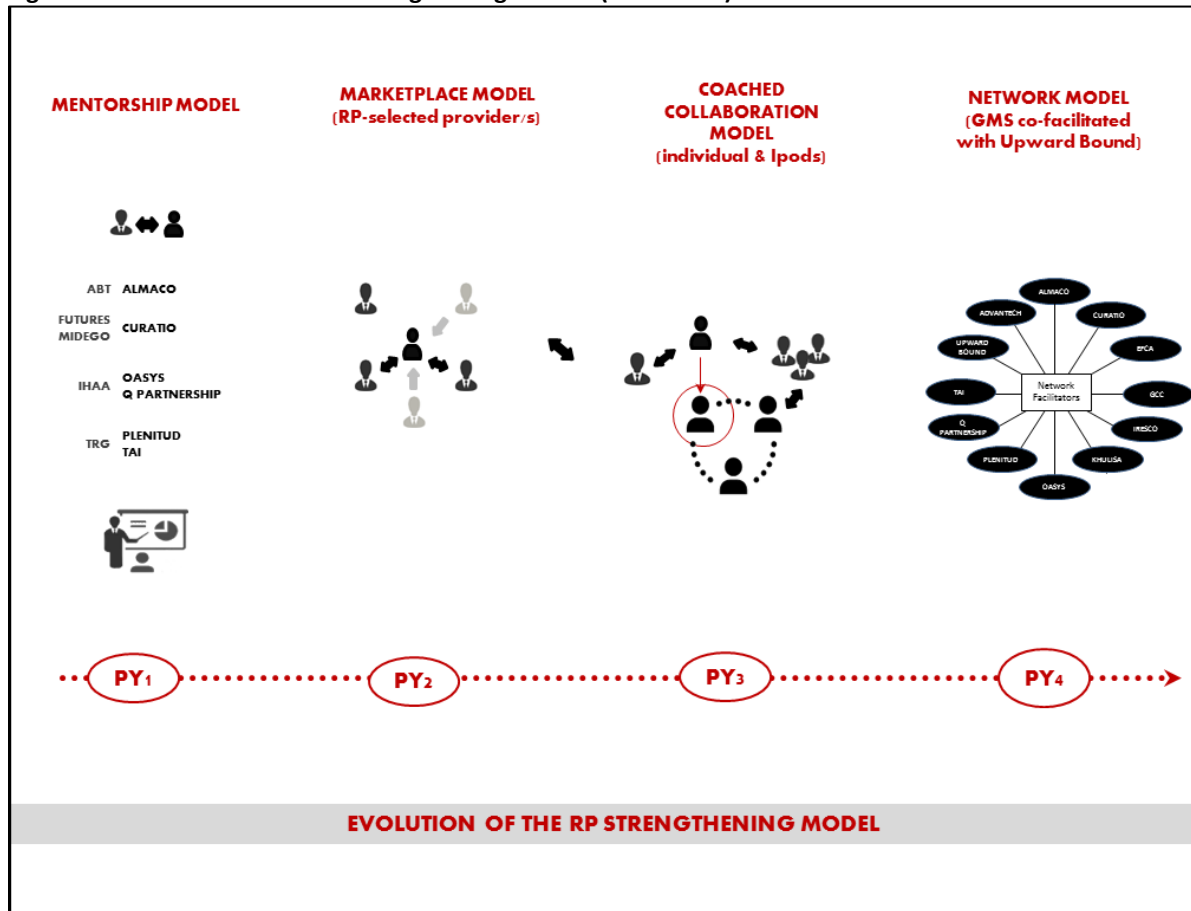 MENTORSHIP MODEL
MARKETPLACE MODEL
(RP-selected provider/s)
COACHED
COLLABORATION
MODEL
(individual & Ipods)
NETWORK MODEL
(GMS co-facilitated
with Upward Bound)
ABT ALMACO
FUTURES
MIDEGO
CURATIO
IHAA
OASYS
Q PARTNERSHIP
TRG
PLENITUD
TAI
ALMACO
ADVANTECH
CURATIO
UPWARD
BOUND
EFCA
TAI
Network
Facilitators
GCC
Q
PARTNERSHIP
IRESCO
PLENITUD
KHULISA
OASYS
PY1
PY2
PY3
PY4
EVOLUTION OF THE RP STRENGTHENING MODEL